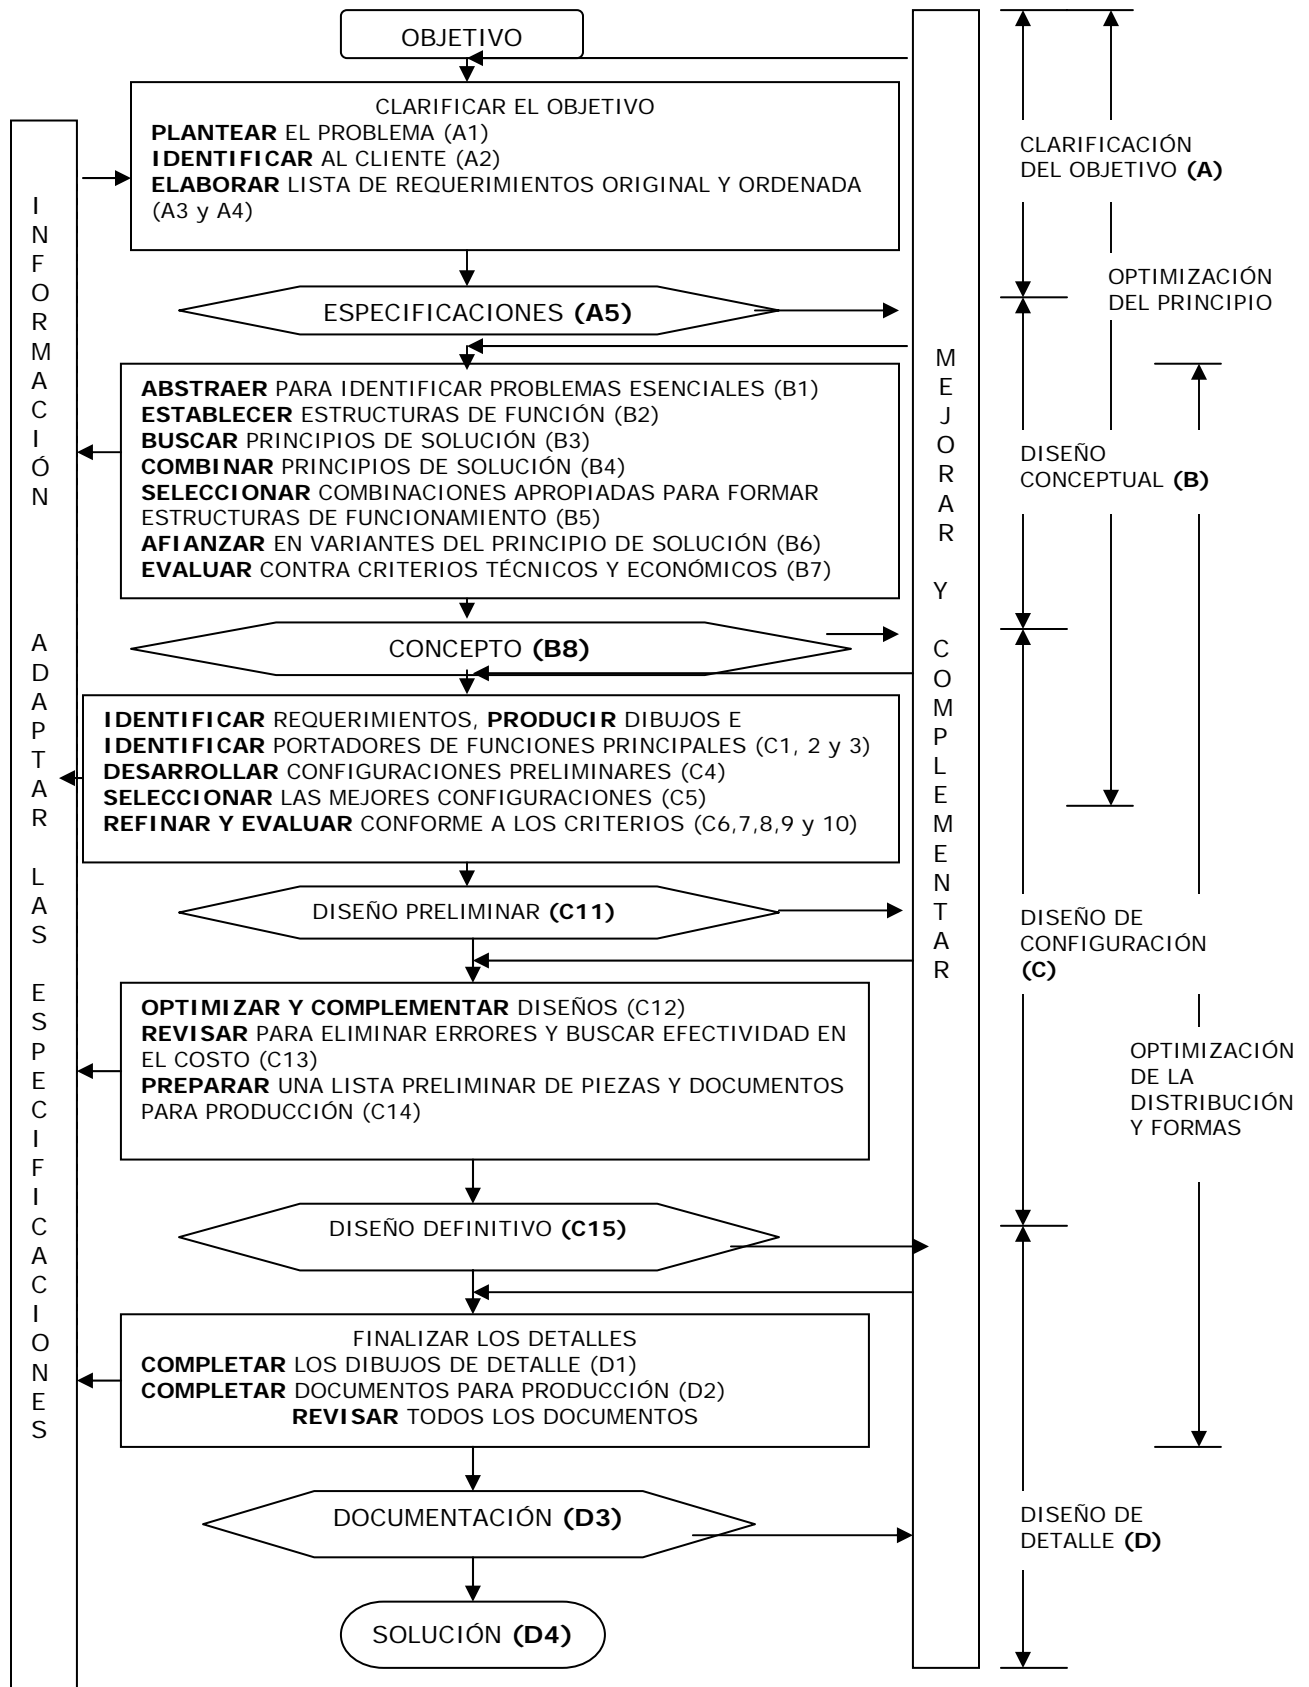 OBJETIVO
CLARIFICAR EL OBJETIVO
PLANTEAR EL PROBLEMA (A1)
IDENTIFICAR AL CLIENTE (A2)
ELABORAR LISTA DE REQUERIMIENTOS ORIGINAL Y ORDENADA
(A3 y A4)
ESPECIFICACIONES (A5)
ABSTRAER PARA IDENTIFICAR PROBLEMAS ESENCIALES (B1)
ESTABLECER ESTRUCTURAS DE FUNCIÓN (B2)
BUSCAR PRINCIPIOS DE SOLUCIÓN (B3)
COMBINAR PRINCIPIOS DE SOLUCIÓN (B4)
SELECCIONAR COMBINACIONES APROPIADAS PARA FORMAR
ESTRUCTURAS DE FUNCIONAMIENTO (B5)
AFIANZAR EN VARIANTES DEL PRINCIPIO DE SOLUCIÓN (B6)
EVALUAR CONTRA CRITERIOS TÉCNICOS Y ECONÓMICOS (B7)
CONCEPTO (B8)
IDENTIFICAR REQUERIMIENTOS, PRODUCIR DIBUJOS E
IDENTIFICAR PORTADORES DE FUNCIONES PRINCIPALES (C1, 2 y 3)
DESARROLLAR CONFIGURACIONES PRELIMINARES (C4)
SELECCIONAR LAS MEJORES CONFIGURACIONES (C5)
REFINAR Y EVALUAR CONFORME A LOS CRITERIOS (C6,7,8,9 y 10)
DISEÑO PRELIMINAR (C11)
OPTIMIZAR Y COMPLEMENTAR DISEÑOS (C12)
REVISAR PARA ELIMINAR ERRORES Y BUSCAR EFECTIVIDAD EN
EL COSTO (C13)
PREPARAR UNA LISTA PRELIMINAR DE PIEZAS Y DOCUMENTOS
PARA PRODUCCIÓN (C14)
DISEÑO DEFINITIVO (C15)
FINALIZAR LOS DETALLES
COMPLETAR LOS DIBUJOS DE DETALLE (D1)
COMPLETAR DOCUMENTOS PARA PRODUCCIÓN (D2)
REVISAR TODOS LOS DOCUMENTOS
DOCUMENTACIÓN (D3)
SOLUCIÓN (D4)
INFORMACIÓN ADAPTAR LAS ESPECIFICACIONES
MEJORAR Y COMPLEMENTAR
CLARIFICACIÓN
DEL OBJETIVO (A)
OPTIMIZACIÓN
DEL PRINCIPIO
DISEÑO
CONCEPTUAL (B)
DISEÑO DE
CONFIGURACIÓN
(C)
OPTIMIZACIÓN
DE LA
DISTRIBUCIÓN
Y FORMAS
DISEÑO DE
DETALLE (D)